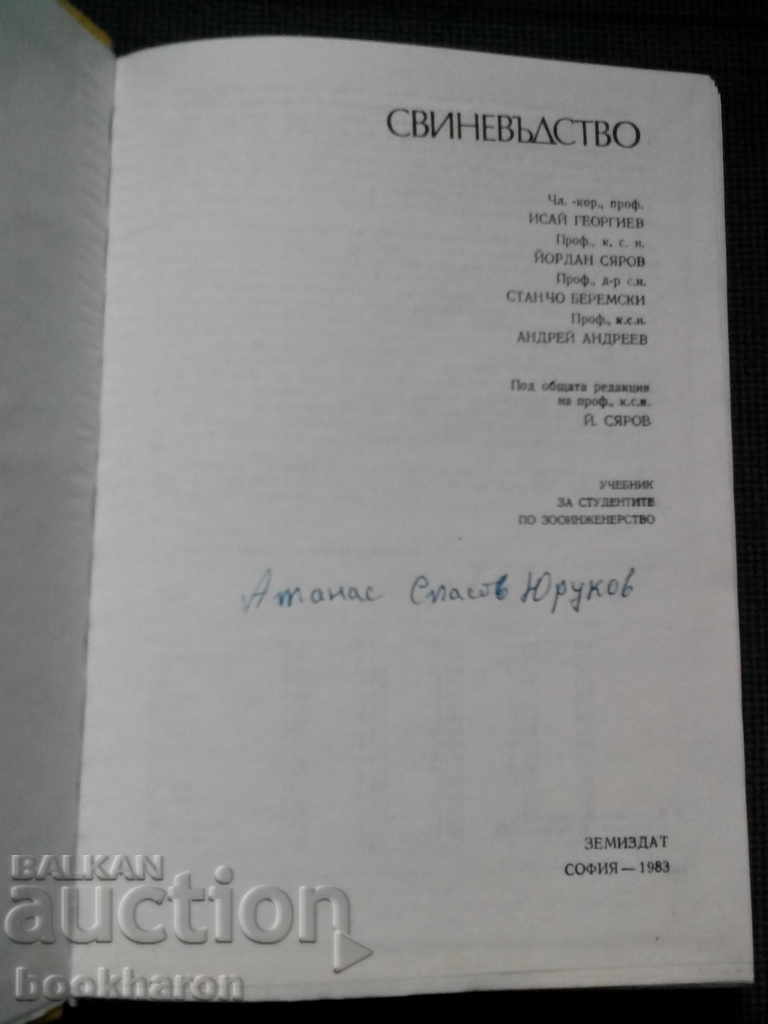 СВИНЕВЪДСТВО
Чл. -кор., проф.
ИСАЙ ГЕОРГИЕВ
Проф., к. с. н.
ЙОРДАН СЯРОВ
Проф., д-р с.н.
СТАНЧО БЕРЕМСКИ
Проф., к.с.н.
АНДРЕЙ АНДРЕЕВ
Под общата редакция
на проф., к.с.н.
Й. СЯРОВ
УЧЕБНИК
ЗА СТУДЕНТИТЕ
ПО ЗООИНЖЕНЕРСТВО
Атанас Спасов Юруков
ЗЕМИЗДАТ
СОФИЯ — 1983
BALKAN
auction
bookharon